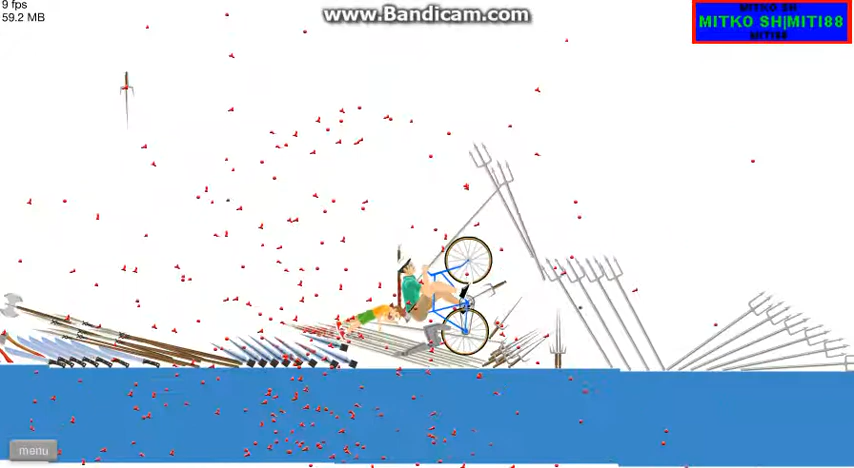 9 fps
59.2 MB
www.Bandicam.com
MITKO SH
MITKO SH|MITI88
MITI88
menu